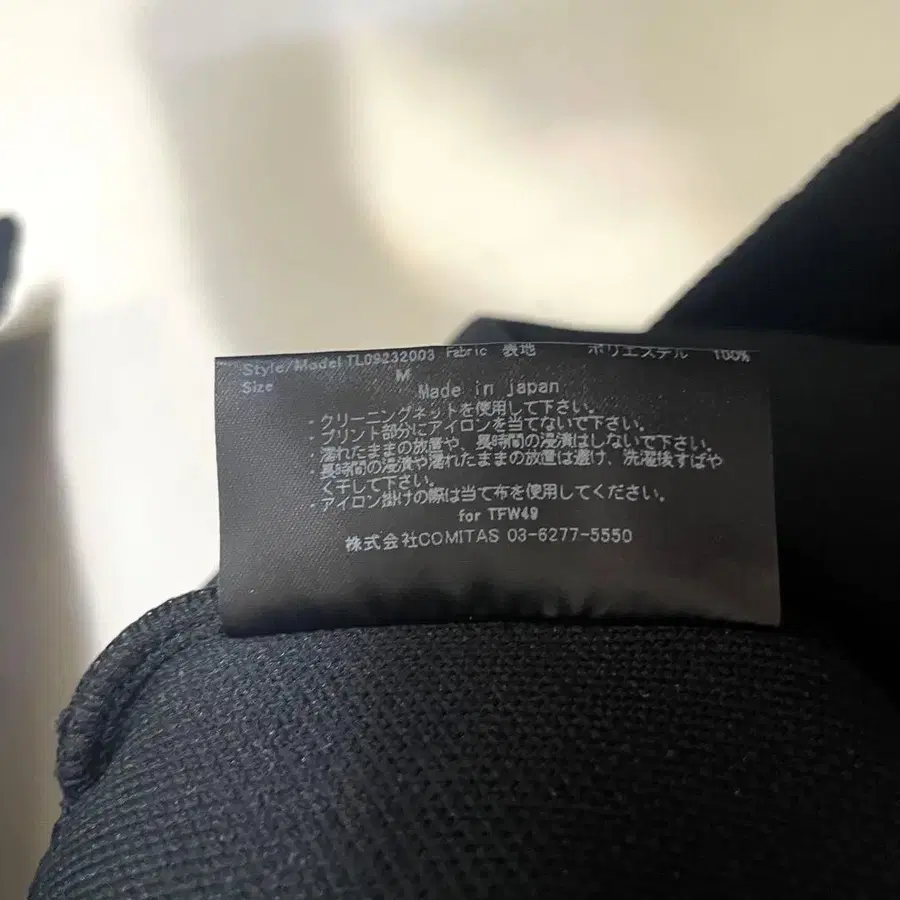 Style/Model TL09232003 Fabric 表地 ポリエステル 100%
Size M
Made in japan
・クリーニングネットを使用して下さい。
・プリント部分にアイロンを当てないで下さい。
・濡れたままの放置や、長時間の浸漬はしないで下さい。
長時間の浸漬や濡れたままの放置は避け、洗濯後すばや
く干して下さい。
・アイロン掛けの際は当て布を使用してください。
for TFW49
株式会社COMITAS 03-6277-5550